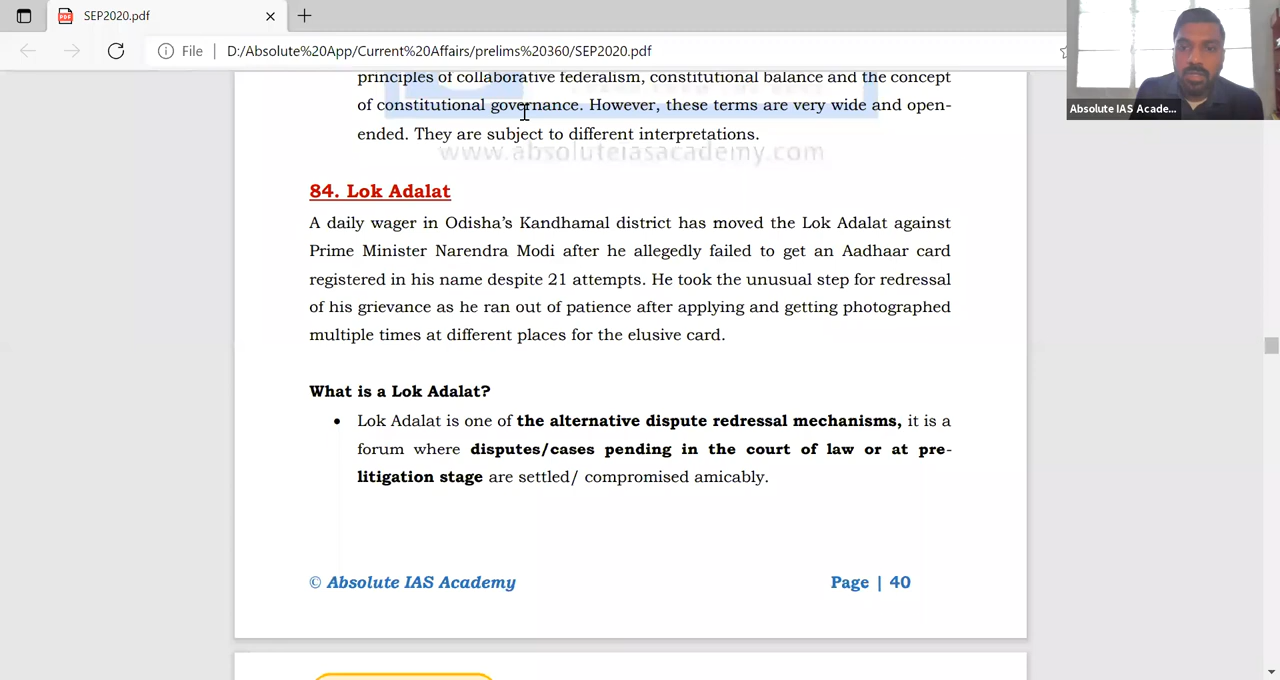 SEP2020.pdf
File
D:/Absolute%20App/Current%20Affairs/prelims%20360/SEP2020.pdf
Absolute IAS Acade...
principles of collaborative federalism, constitutional balance and the concept
of constitutional governance. However, these terms are very wide and open-
ended. They are subject to different interpretations.
www.absoluteiasacademy.com
84. Lok Adalat
A daily wager in Odisha’s Kandhamal district has moved the Lok Adalat against
Prime Minister Narendra Modi after he allegedly failed to get an Aadhaar card
registered in his name despite 21 attempts. He took the unusual step for redressal
of his grievance as he ran out of patience after applying and getting photographed
multiple times at different places for the elusive card.
What is a Lok Adalat?
• Lok Adalat is one of the alternative dispute redressal mechanisms, it is a
forum where disputes/cases pending in the court of law or at pre-
litigation stage are settled/ compromised amicably.
© Absolute IAS Academy
Page | 40